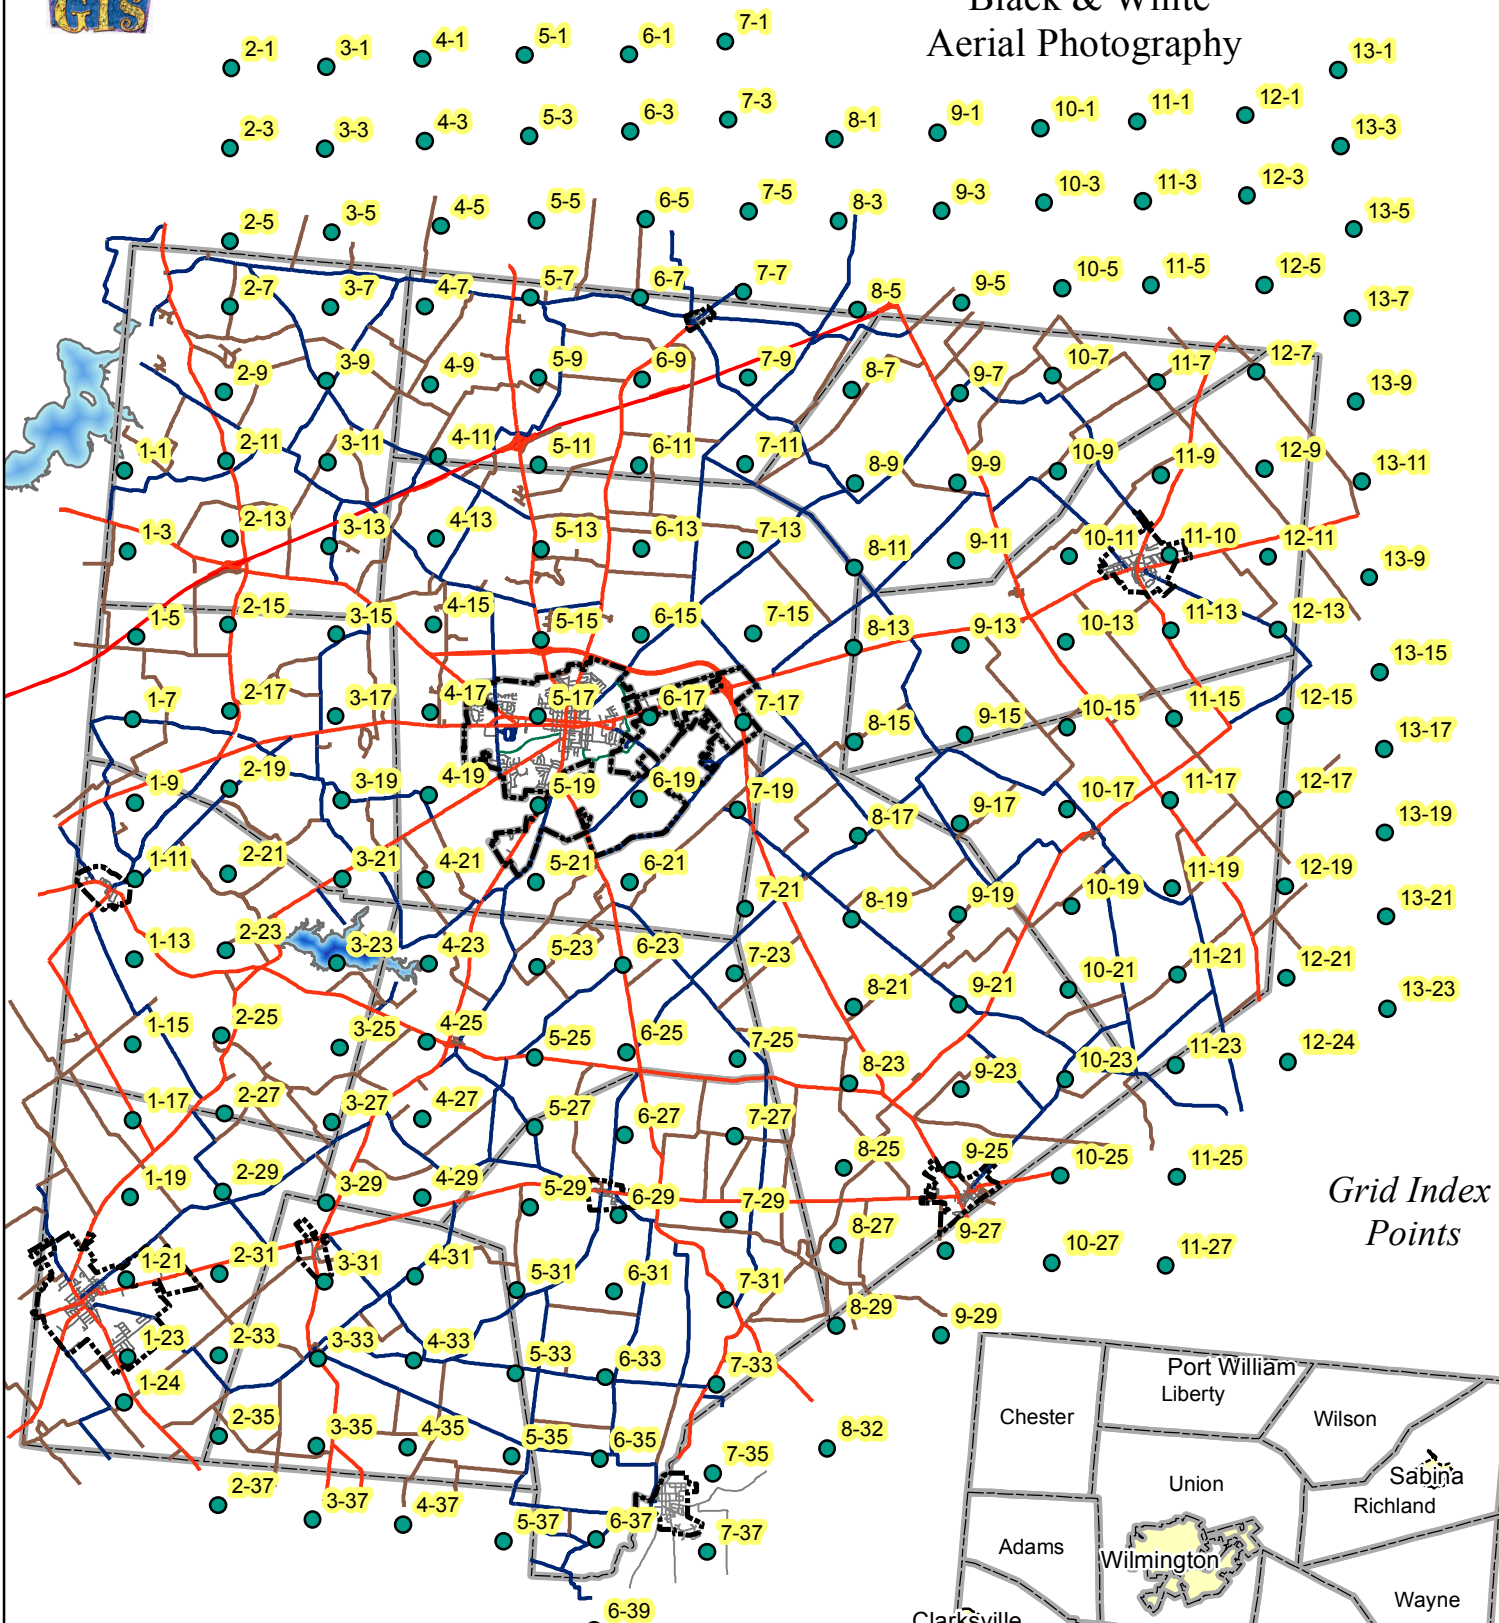 GIS
Black & White
Aerial Photography
2-1 3-1 4-1 5-1 6-1 7-1 13-1
2-3 3-3 4-3 5-3 6-3 7-3 8-1 9-1 10-1 11-1 12-1 13-3
2-5 3-5 4-5 5-5 6-5 7-5 8-3 9-3 10-3 11-3 12-3 13-5
2-7 3-7 4-7 5-7 6-7 7-7 8-5 9-5 10-5 11-5 12-5 13-7
2-9 3-9 4-9 5-9 6-9 7-9 8-7 9-7 10-7 11-7 12-7 13-9
1-1 2-11 3-11 4-11 5-11 6-11 7-11 8-9 9-9 10-9 11-9 12-9 13-11
1-3 2-13 3-13 4-13 5-13 6-13 7-13 8-11 9-11 10-11 11-10 12-11 13-9
1-5 2-15 3-15 4-15 5-15 6-15 7-15 8-13 9-13 10-13 11-13 12-13 13-15
1-7 2-17 3-17 4-17 5-17 6-17 7-17 8-15 9-15 10-15 11-15 12-15 13-17
1-9 2-19 3-19 4-19 5-19 6-19 7-19 8-17 9-17 10-17 11-17 12-17 13-19
1-11 2-21 3-21 4-21 5-21 6-21 7-21 8-19 9-19 10-19 11-19 12-19 13-21
1-13 2-23 3-23 4-23 5-23 6-23 7-23 8-21 9-21 10-21 11-21 12-21 13-23
1-15 2-25 3-25 4-25 5-25 6-25 7-25 8-23 9-23 10-23 11-23 12-24
1-17 2-27 3-27 4-27 5-27 6-27 7-27 8-25 9-25 10-25 11-25
1-19 2-29 3-29 4-29 5-29 6-29 7-29 8-27 9-27 10-27 11-27
Grid Index
Points
1-21 2-31 3-31 4-31 5-31 6-31 7-31 8-29 9-29
1-23 2-33 3-33 4-33 5-33 6-33 7-33
1-24 2-35 3-35 4-35 5-35 6-35 7-35 8-32
2-37 3-37 4-37 5-37 6-37 7-37
6-39
Port William
Chester Liberty Wilson
Union Sabina
Richland
Adams Wilmington
Wayne
Clarksville